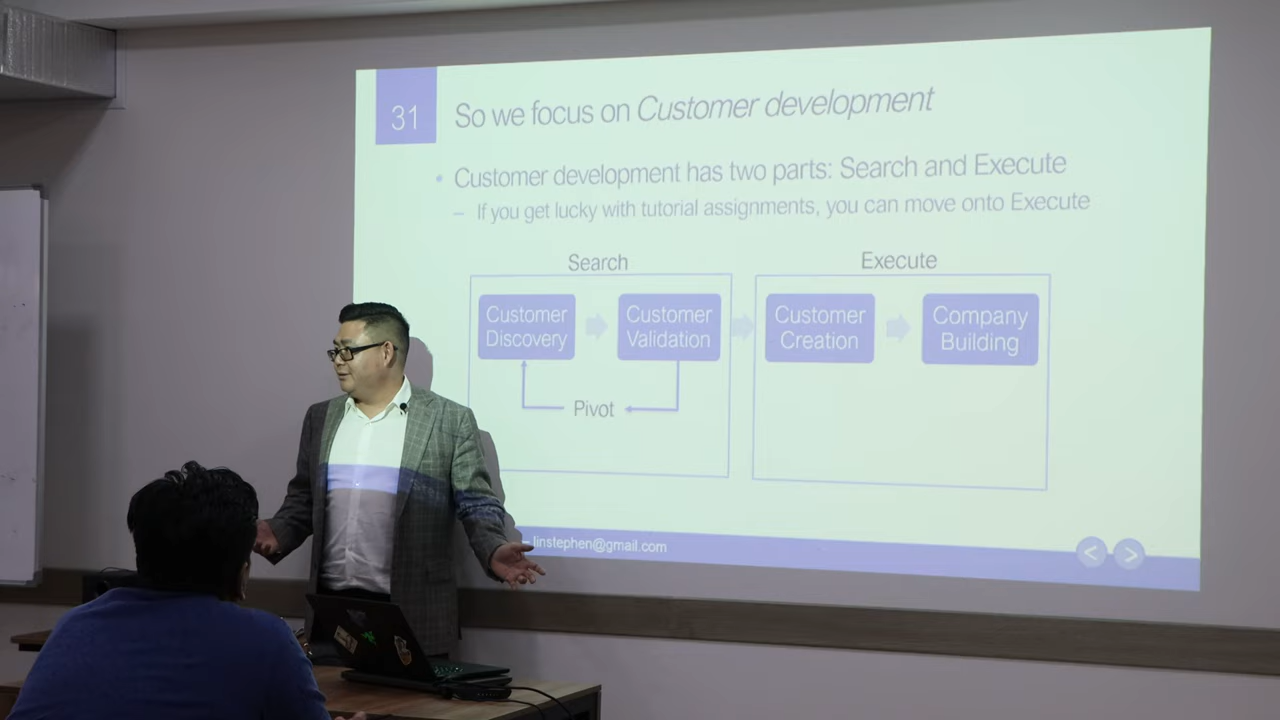 31
So we focus on Customer development
• Customer development has two parts: Search and Execute
– If you get lucky with tutorial assignments, you can move onto Execute
Search
Execute
Customer
Discovery
Customer
Validation
Customer
Creation
Company
Building
Pivot
– linstephen@gmail.com